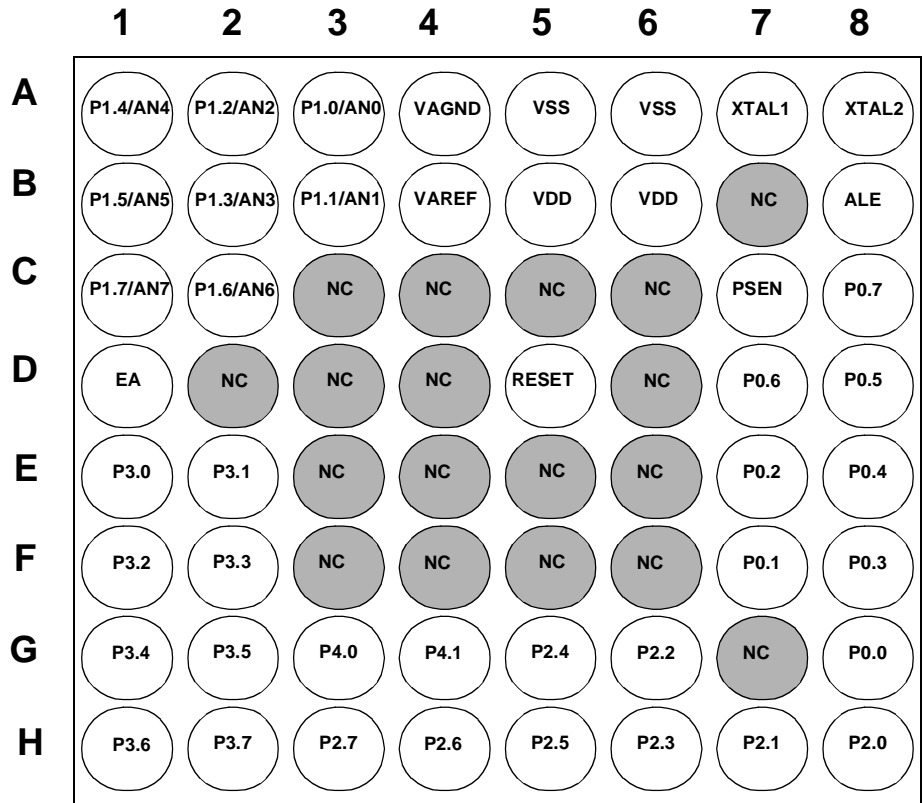 1 2 3 4 5 6 7 8
A P1.4/AN4 P1.2/AN2 P1.0/AN0 VAGND VSS VSS XTAL1 XTAL2
B P1.5/AN5 P1.3/AN3 P1.1/AN1 VAREF VDD VDD NC ALE
C P1.7/AN7 P1.6/AN6 NC NC NC NC PSEN P0.7
D EA NC NC NC RESET NC P0.6 P0.5
E P3.0 P3.1 NC NC NC NC P0.2 P0.4
F P3.2 P3.3 NC NC NC NC P0.1 P0.3
G P3.4 P3.5 P4.0 P4.1 P2.4 P2.2 NC P0.0
H P3.6 P3.7 P2.7 P2.6 P2.5 P2.3 P2.1 P2.0